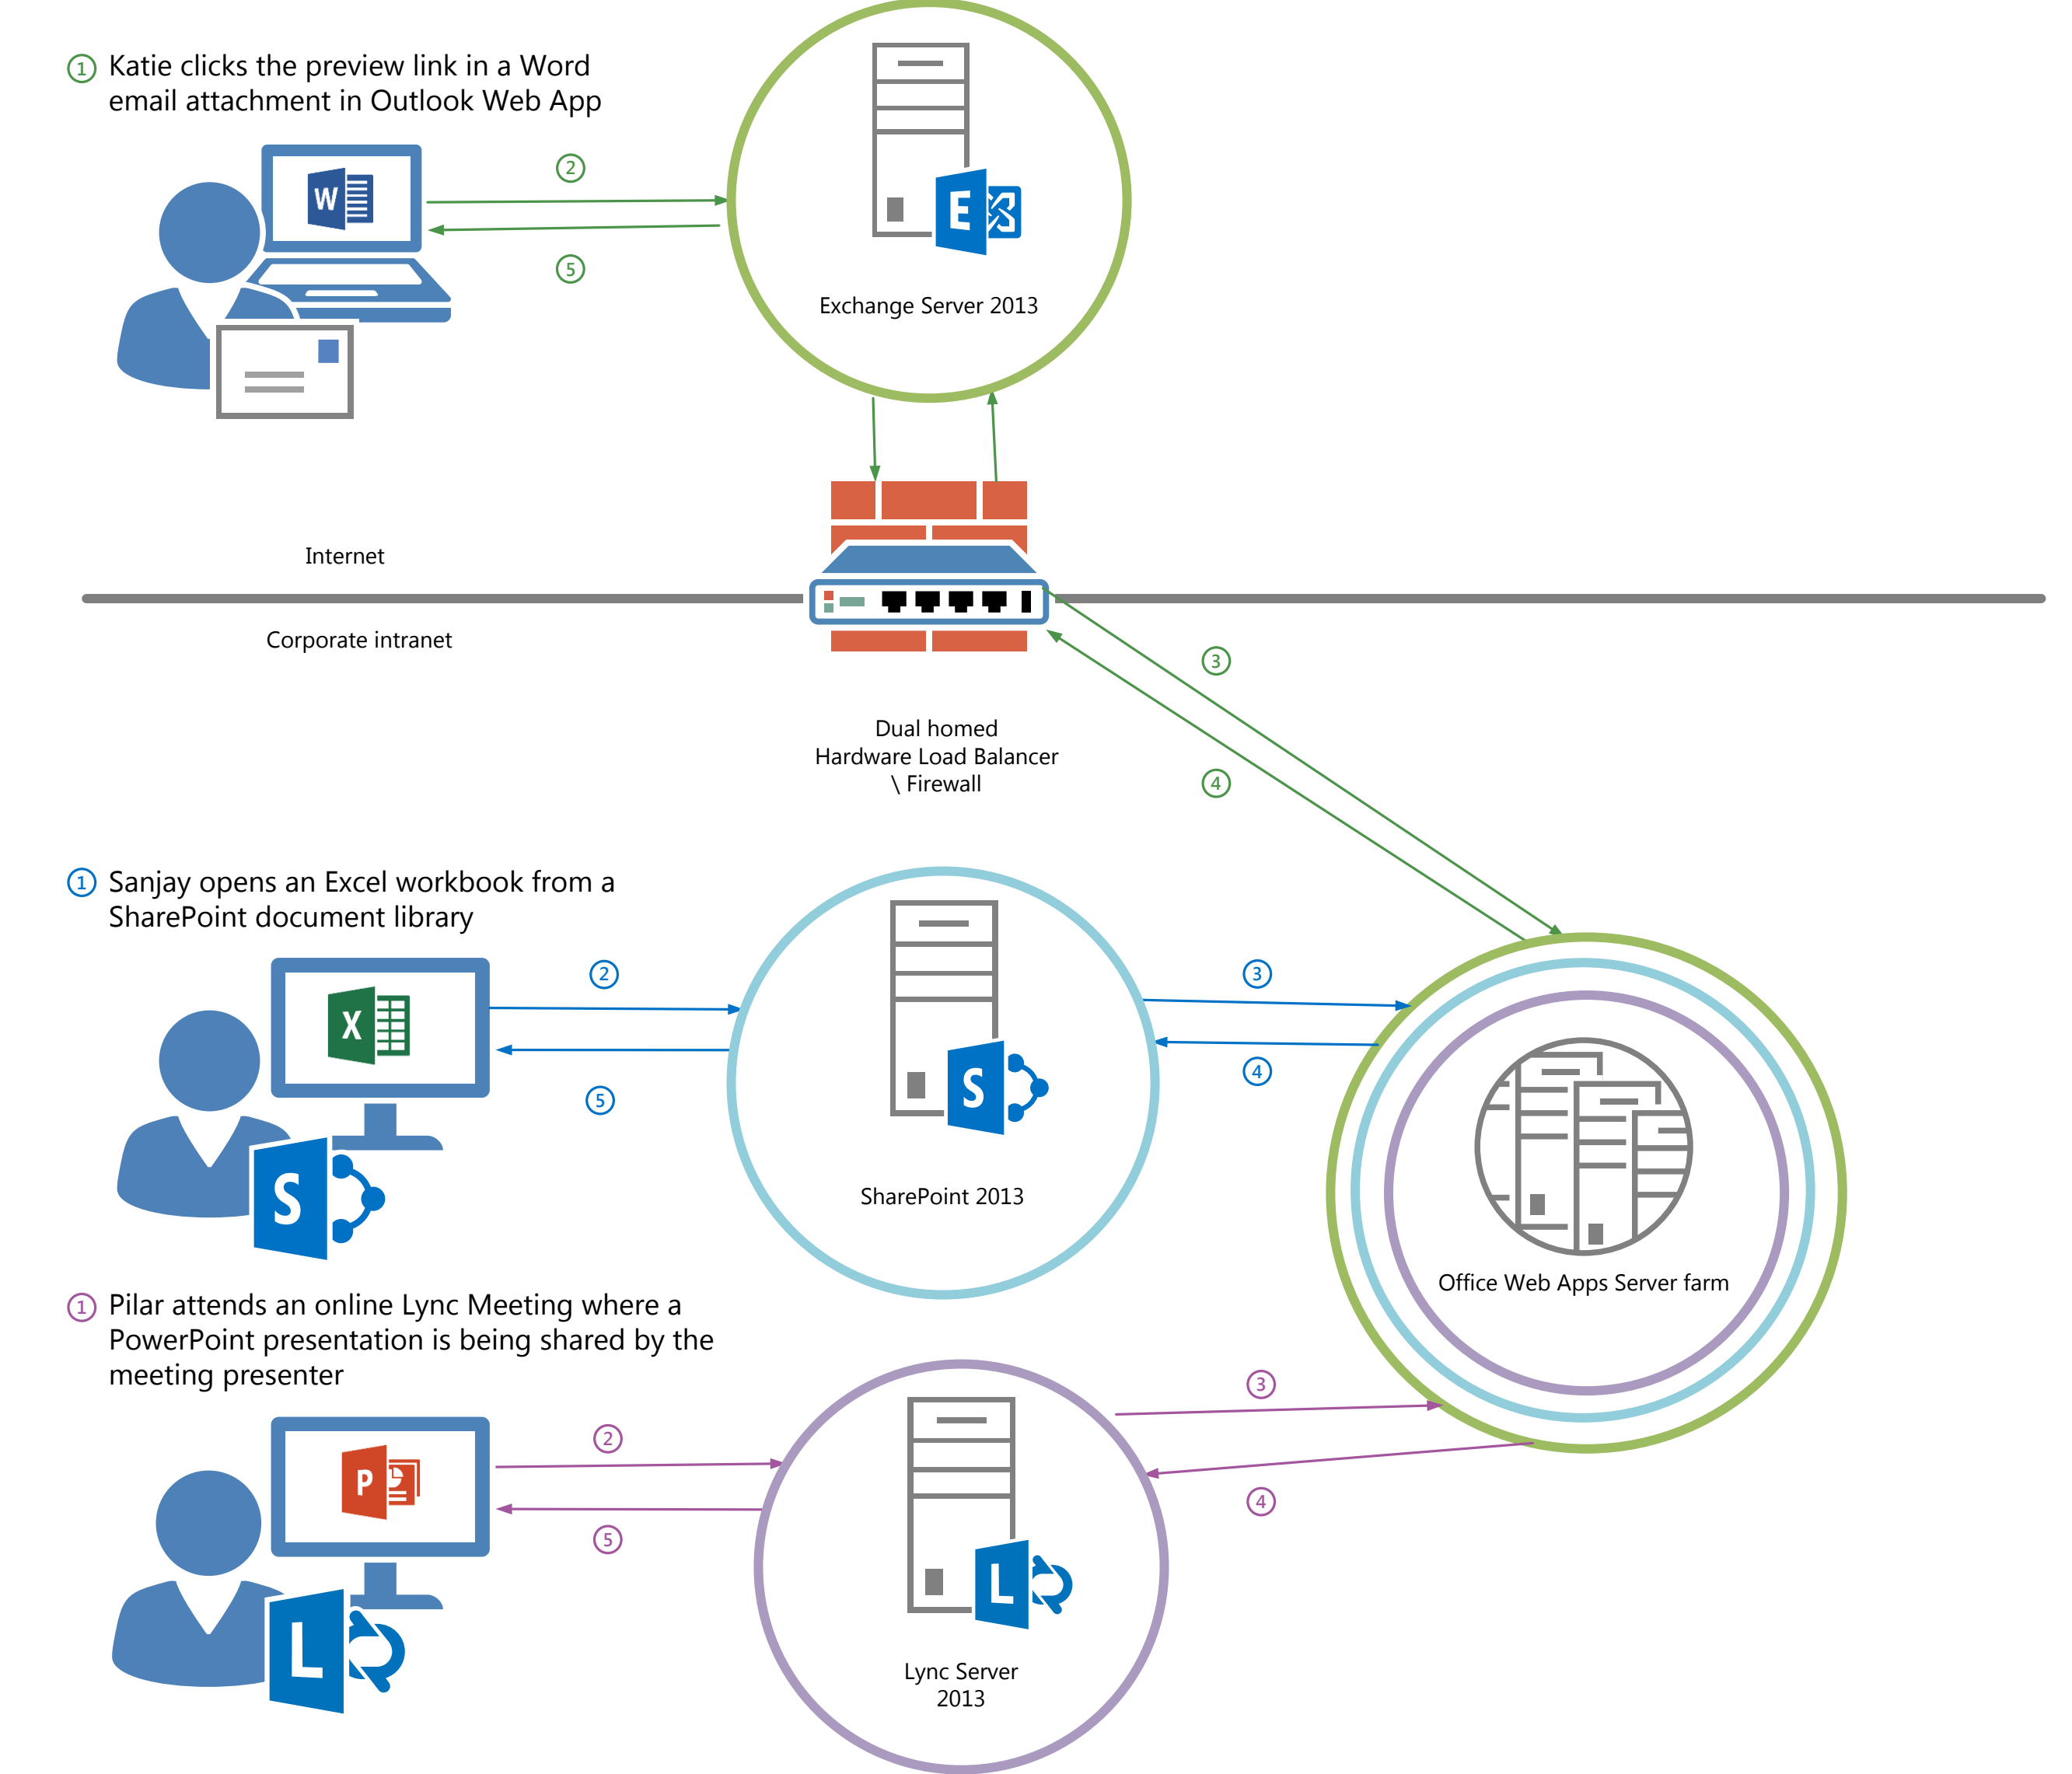 ① Katie clicks the preview link in a Word
email attachment in Outlook Web App
W
②
⑤
E
Exchange Server 2013
Internet
Corporate intranet
③
Dual homed
Hardware Load Balancer
\ Firewall
④
① Sanjay opens an Excel workbook from a
SharePoint document library
X
②
⑤
S
S
SharePoint 2013
③
④
Office Web Apps Server farm
① Pilar attends an online Lync Meeting where a
PowerPoint presentation is being shared by the
meeting presenter
P
②
⑤
L
L
Lync Server
2013
③
④